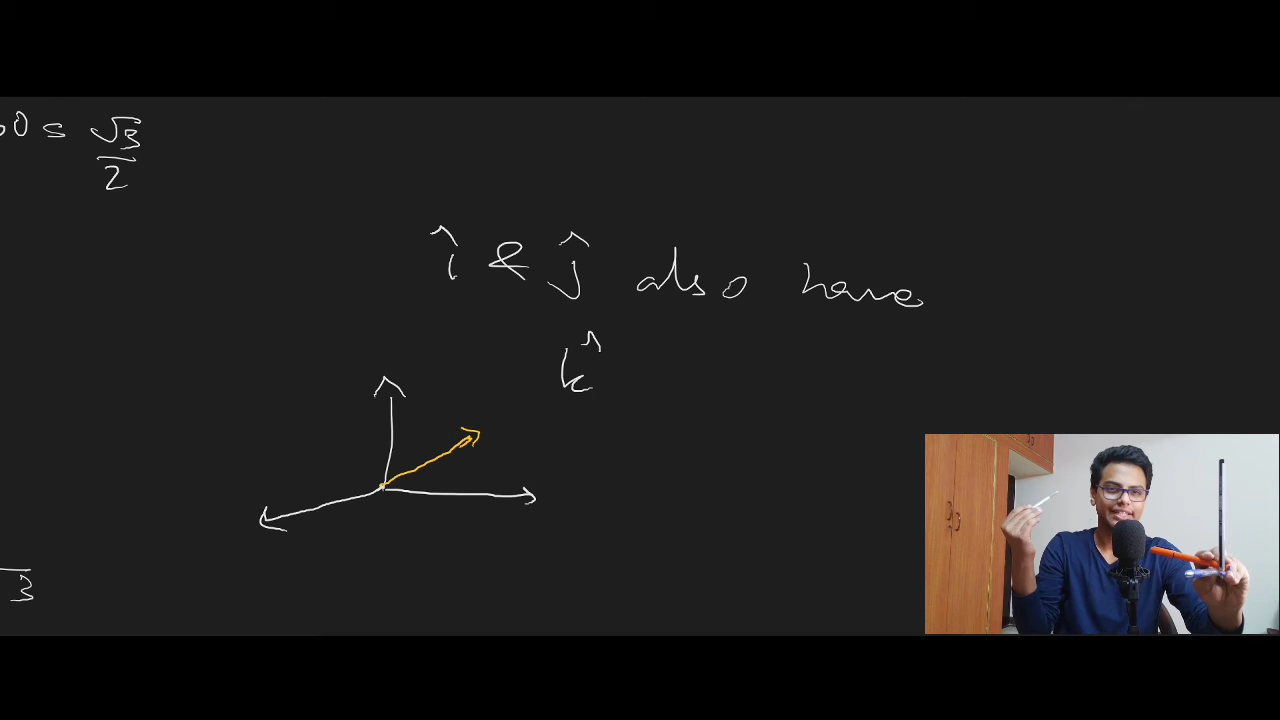 0 = √3/2
î & ĵ also have
k̂
3